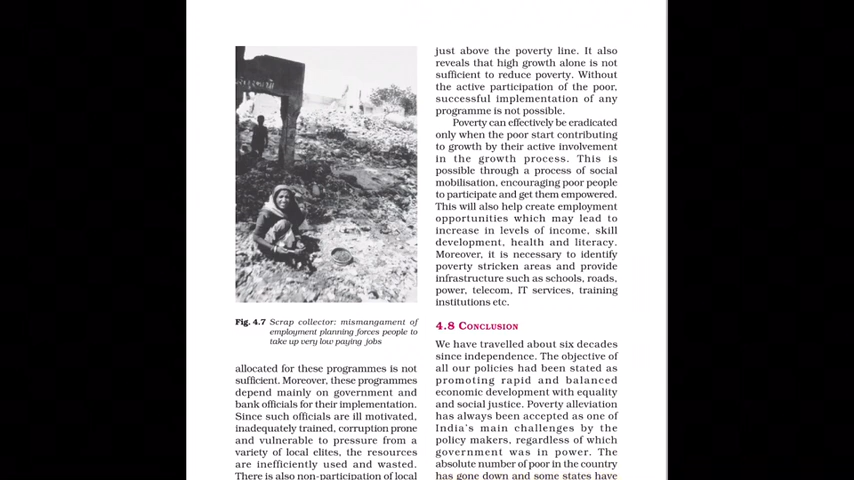 Fig. 4.7 Scrap collector: mismangament of
employment planning forces people to
take up very low paying jobs
allocated for these programmes is not
sufficient. Moreover, these programmes
depend mainly on government and
bank officials for their implementation.
Since such officials are ill motivated,
inadequately trained, corruption prone
and vulnerable to pressure from a
variety of local elites, the resources
are inefficiently used and wasted.
There is also non-participation of local
just above the poverty line. It also
reveals that high growth alone is not
sufficient to reduce poverty. Without
the active participation of the poor,
successful implementation of any
programme is not possible.
Poverty can effectively be eradicated
only when the poor start contributing
to growth by their active involvement
in the growth process. This is
possible through a process of social
mobilisation, encouraging poor people
to participate and get them empowered.
This will also help create employment
opportunities which may lead to
increase in levels of income, skill
development, health and literacy.
Moreover, it is necessary to identify
poverty stricken areas and provide
infrastructure such as schools, roads,
power, telecom, IT services, training
institutions etc.
4.8 CONCLUSION
We have travelled about six decades
since independence. The objective of
all our policies had been stated as
promoting rapid and balanced
economic development with equality
and social justice. Poverty alleviation
has always been accepted as one of
India's main challenges by the
policy makers, regardless of which
government was in power. The
absolute number of poor in the country
has gone down and some states have